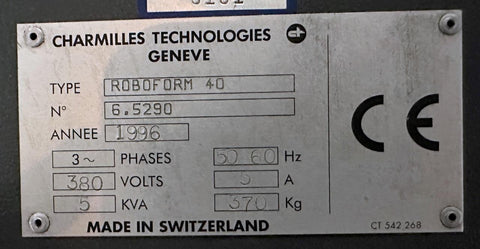 CHARMILLES TECHNOLOGIES
GENEVE
TYPE ROBOFORM 40
N° 6.5290
ANNEE 1996
3~ PHASES 50 60 Hz
380 VOLTS 5 A
5 KVA 370 Kg
MADE IN SWITZERLAND
CE
CT 542 268